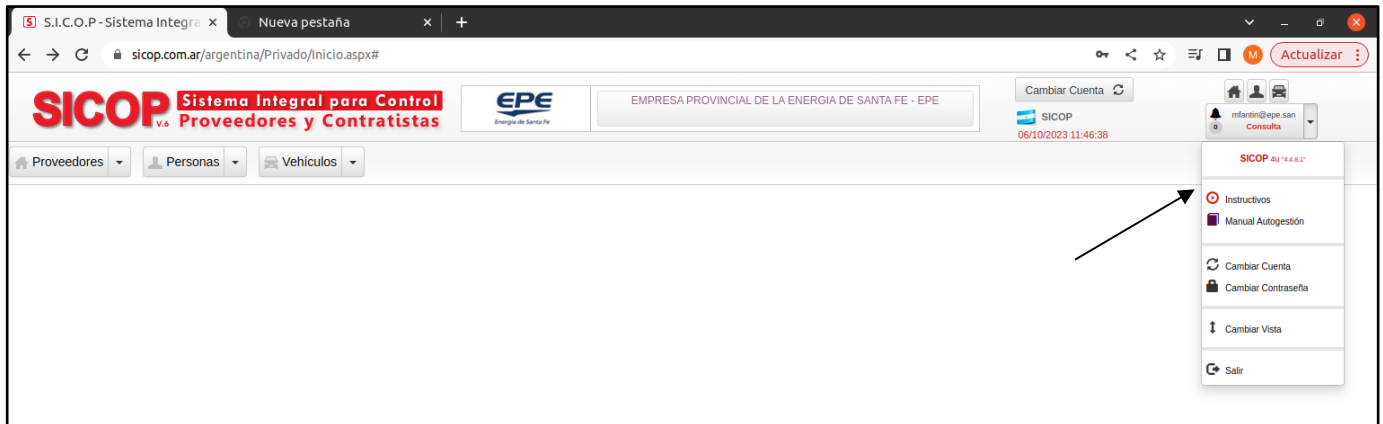 S.I.C.O.P - Sistema Integra
Nueva pestaña
sicop.com.ar/argentina/Privado/Inicio.aspx#
M
Actualizar
SICOP V.6
Sistema Integral para Control
Proveedores y Contratistas
EPE
Energía de Santa Fe
EMPRESA PROVINCIAL DE LA ENERGIA DE SANTA FE - EPE
Cambiar Cuenta
SICOP
06/10/2023 11:46:38
0
mfantin@epe.san
Consulta
Proveedores
Personas
Vehículos
SICOP 4U "4.4.8.1"
Instructivos
Manual Autogestión
Cambiar Cuenta
Cambiar Contraseña
Cambiar Vista
Salir